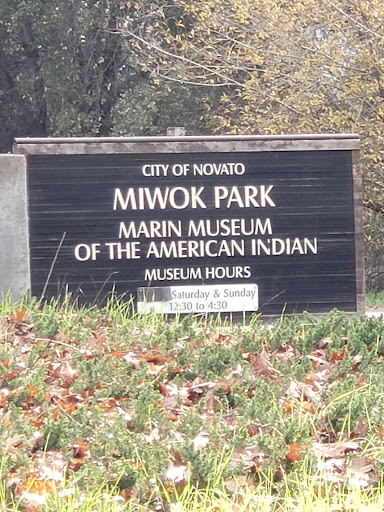 CITY OF NOVATO
MIWOK PARK
MARIN MUSEUM
OF THE AMERICAN INDIAN
MUSEUM HOURS
Saturday & Sunday
12:30 to 4:30